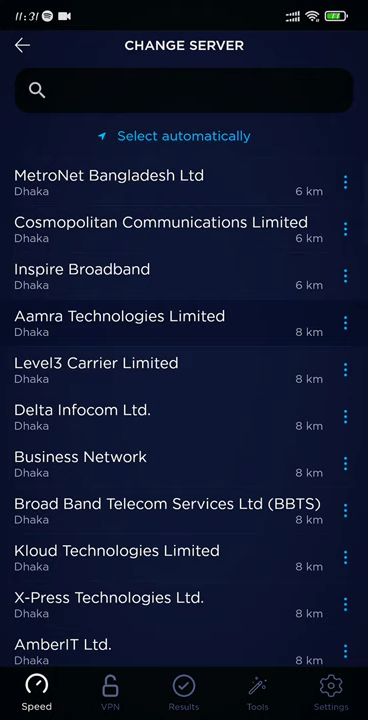 11:31
CHANGE SERVER
Select automatically
MetroNet Bangladesh Ltd
Dhaka 6 km
Cosmopolitan Communications Limited
Dhaka 6 km
Inspire Broadband
Dhaka 6 km
Aamra Technologies Limited
Dhaka 8 km
Level3 Carrier Limited
Dhaka 8 km
Delta Infocom Ltd.
Dhaka 8 km
Business Network
Dhaka 8 km
Broad Band Telecom Services Ltd (BBTS)
Dhaka 8 km
Kloud Technologies Limited
Dhaka 8 km
X-Press Technologies Ltd.
Dhaka 8 km
AmberIT Ltd.
Dhaka 8 km
Speed VPN Results Tools Settings